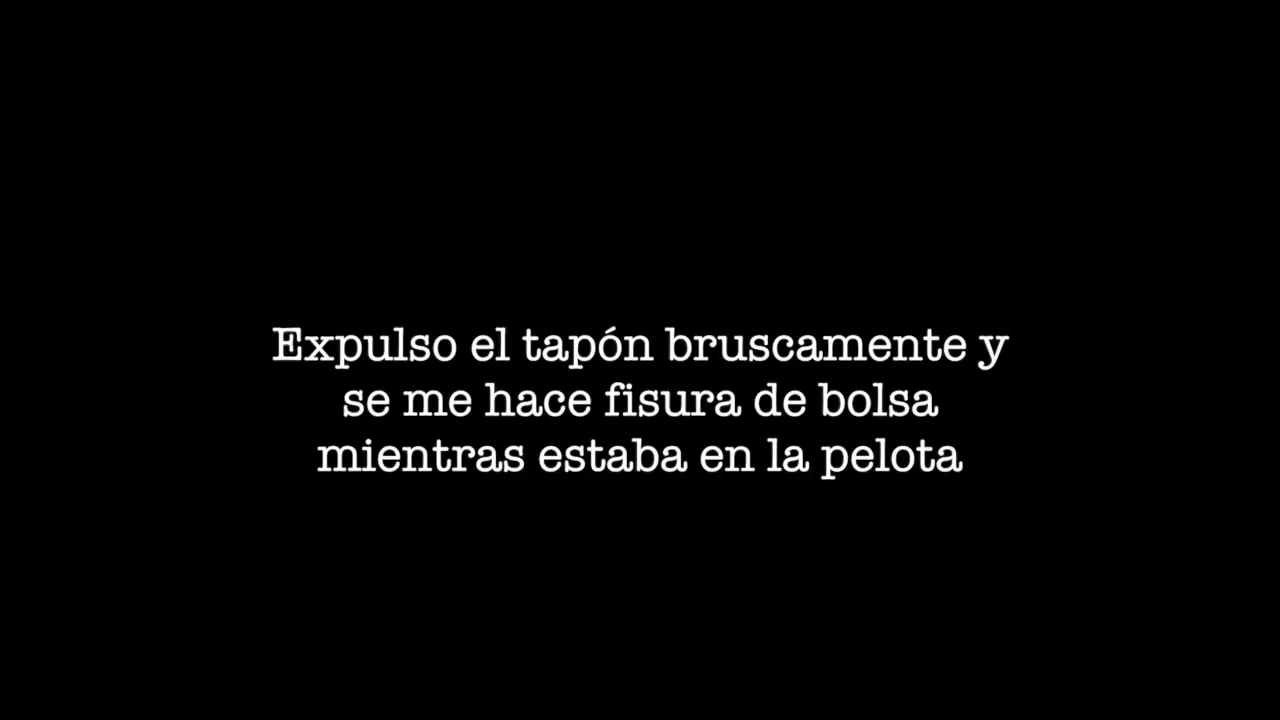 Expulso el tapón bruscamente y
se me hace fisura de bolsa
mientras estaba en la pelota